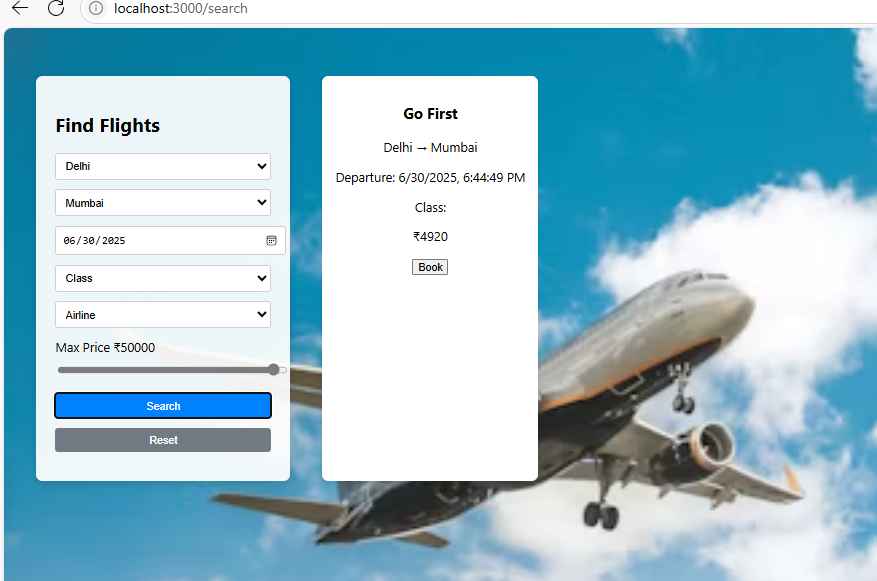 localhost:3000/search
Find Flights
Delhi
Mumbai
06/30/2025
Class
Airline
Max Price ₹50000
Search
Reset
Go First
Delhi → Mumbai
Departure: 6/30/2025, 6:44:49 PM
Class:
₹4920
Book